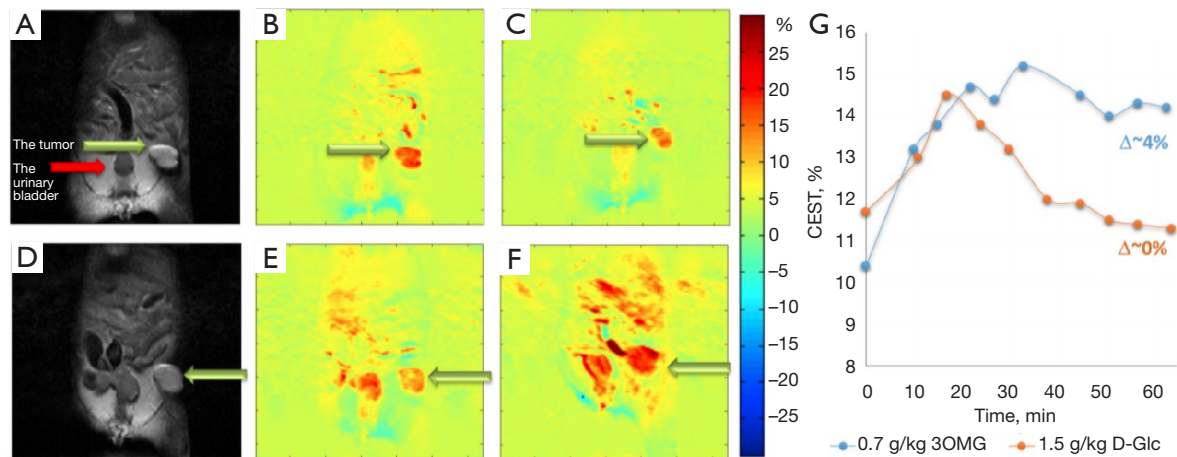 A
The tumor
The
urinary
bladder
B
C
D
E
F
%
25
20
15
10
5
0
–5
–10
–15
–20
–25
G
CEST, %
16
15
14
13
12
11
10
9
8
Δ~4%
Δ~0%
0 10 20 30 40 50 60
Time, min
0.7 g/kg 3OMG 1.5 g/kg D-Glc